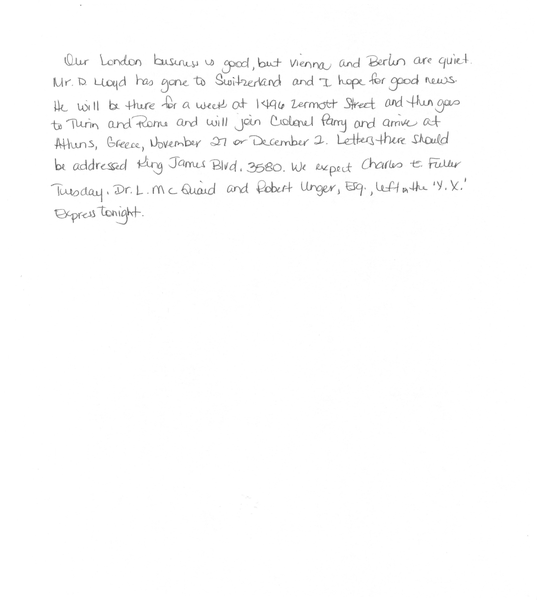 Our London business is good, but Vienna and Berlin are quiet.
Mr. D. Lloyd has gone to Switzerland and I hope for good news.
He will be there for a week at 1496 Zermott Street and then goes
to Turin and Rome and will join Colonel Parry and arrive at
Athens, Greece, November 27 or December 2. Letters there should
be addressed King James Blvd. 3580. We expect Charles E. Fuller
Tuesday. Dr. L. McQuaid and Robert Unger, Esq., left on the 'Y.X.'
Express tonight.